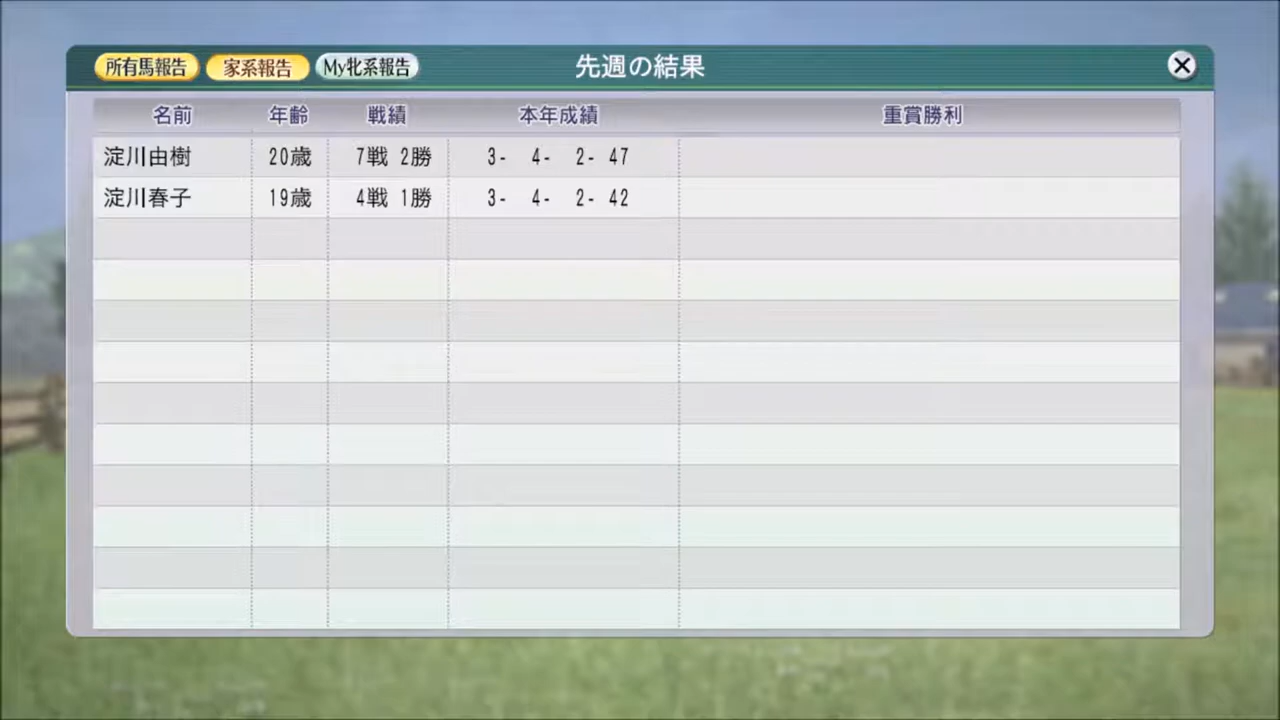 所有馬報告 家系報告 My牝系報告 先週の結果
名前 年齢 戦績 本年成績 重賞勝利
淀川由樹 20歳 7戦 2勝 3- 4- 2- 47
淀川春子 19歳 4戦 1勝 3- 4- 2- 42